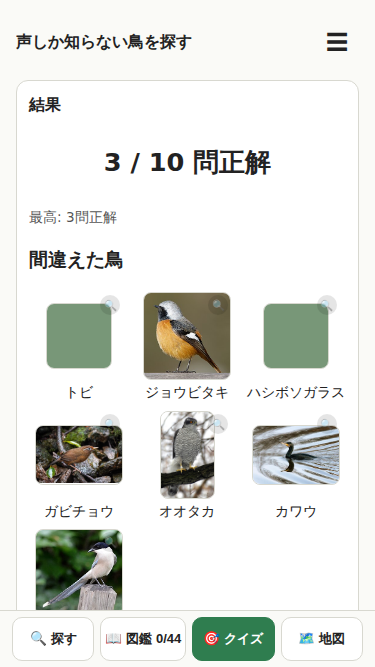 声しか知らない鳥を探す
☰
結果
3 / 10 問正解
最高: 3問正解
間違えた鳥
トビ
ジョウビタキ
ハシボソガラス
ガビチョウ
オオタカ
カワウ
🔍 探す
📖 図鑑 0/44
🎯 クイズ
🗺️ 地図